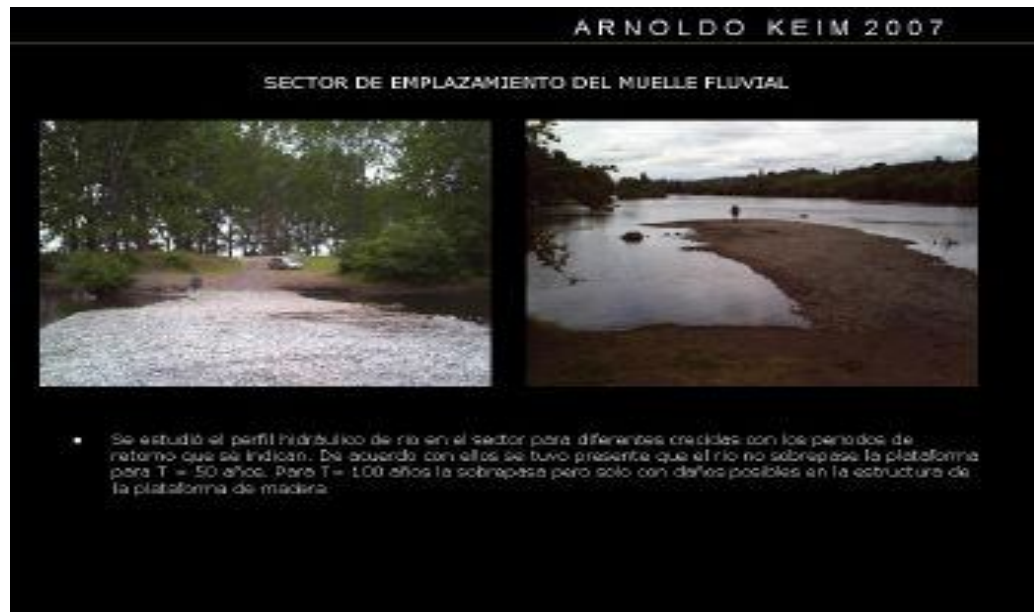 ARNOLDO KEIM 2007
SECTOR DE EMPLAZAMIENTO DEL MUELLE FLUVIAL
• Se estudió el perfil hidráulico de rio en el sector para diferentes crecidas con los periodos de
retorno que se indican. De acuerdo con ellos se tuvo presente que el río no sobrepase la plataforma
para T = 50 años. Para T= 100 años la sobrepasa pero solo con daños posibles en la estructura de
la plataforma de madera.